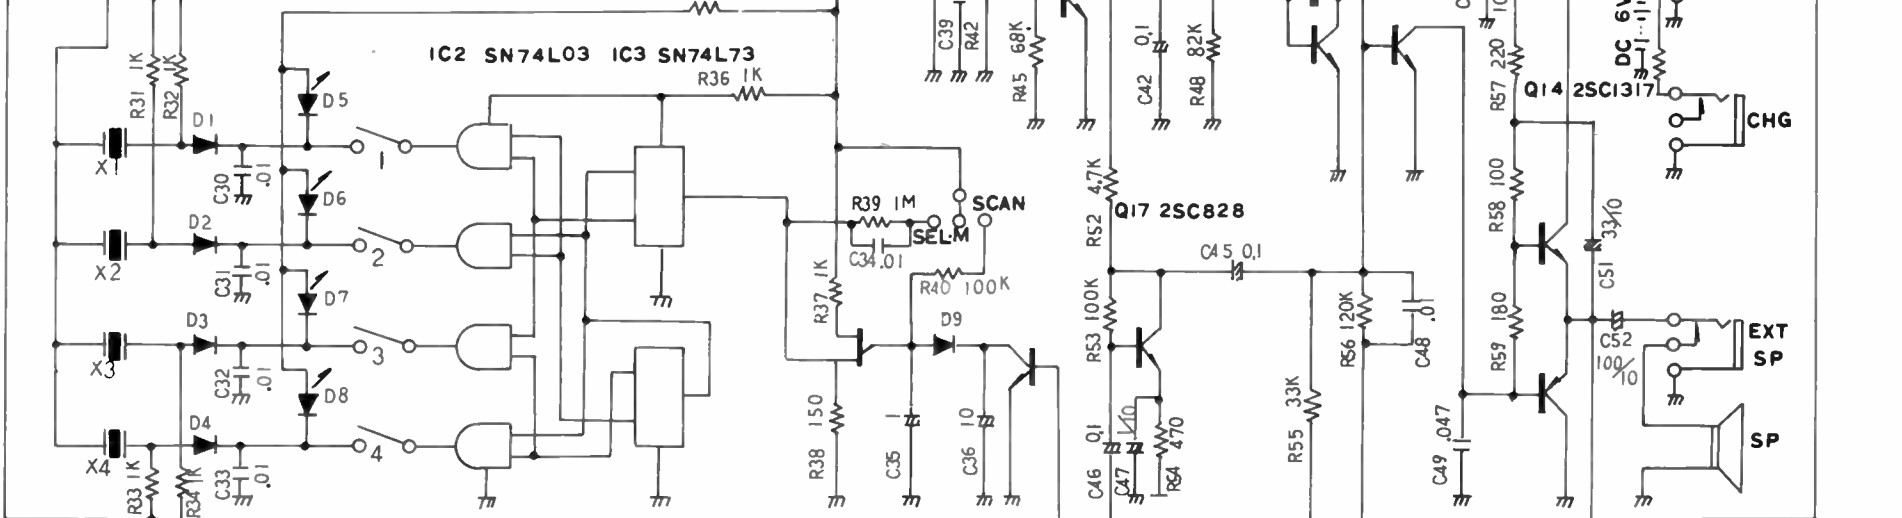 IC2 SN74L03 IC3 SN74L73
R36 1K
R31 1K
R32 1K
D1
D5
X1
C30 .01
1
D2
D6
X2
C31 .01
2
D3
D7
X3
C32 .01
3
D4
D8
X4
C33 .01
4
R33 1K
R34 1K
C39
R42
R45 68K
C42 0.1
R48 82K
R39 1M
SCAN
SEL·M
C34 .01
R40 100K
R37 1K
D9
R38 150
C35 1
C36 10
R52 4.7K
Q17 2SC828
C45 0,1
R53 100K
R56 120K
C48 .01
C46 0,1
C47 1/10
R54 470
R55 33K
C49 .047
R57 220
Q14 2SC1317
DC 6V
CHG
R58 100
C51 33/10
R59 180
C52
100/10
EXT
SP
SP